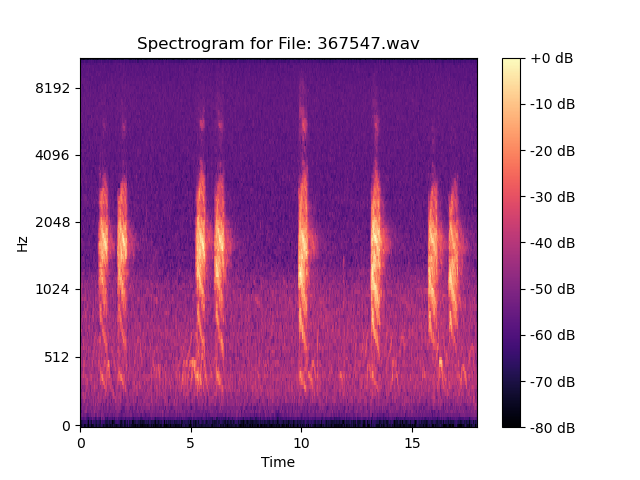 Spectrogram for File: 367547.wav
Hz
8192
4096
2048
1024
512
0
0 5 10 15
Time
+0 dB
-10 dB
-20 dB
-30 dB
-40 dB
-50 dB
-60 dB
-70 dB
-80 dB